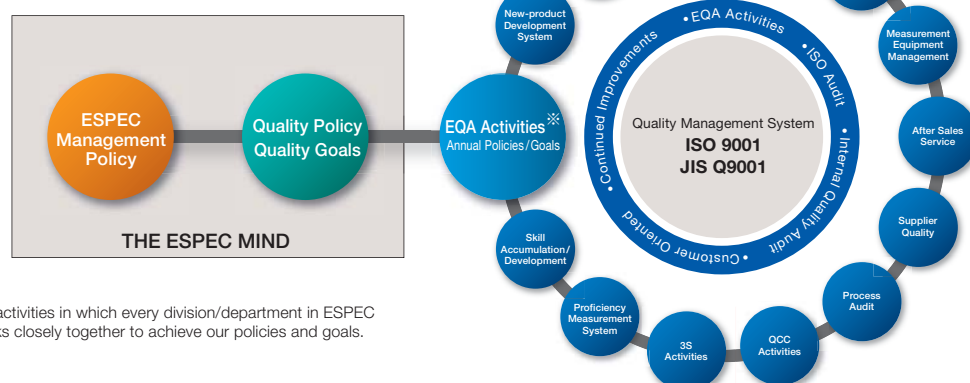 ESPEC
Management
Policy
Quality Policy
Quality Goals
THE ESPEC MIND
EQA Activities※
Annual Policies/Goals
New-product
Development
System
Measurement
Equipment
Management
After Sales
Service
Supplier
Quality
Process
Audit
QCC
Activities
3S
Activities
Proficiency
Measurement
System
Skill
Accumulation/
Development
• EQA Activities
• ISO Audit
• Internal Quality Audit
• Customer Oriented
• Continued Improvements
Quality Management System
ISO 9001
JIS Q9001
activities in which every division/department in ESPEC
closely together to achieve our policies and goals.